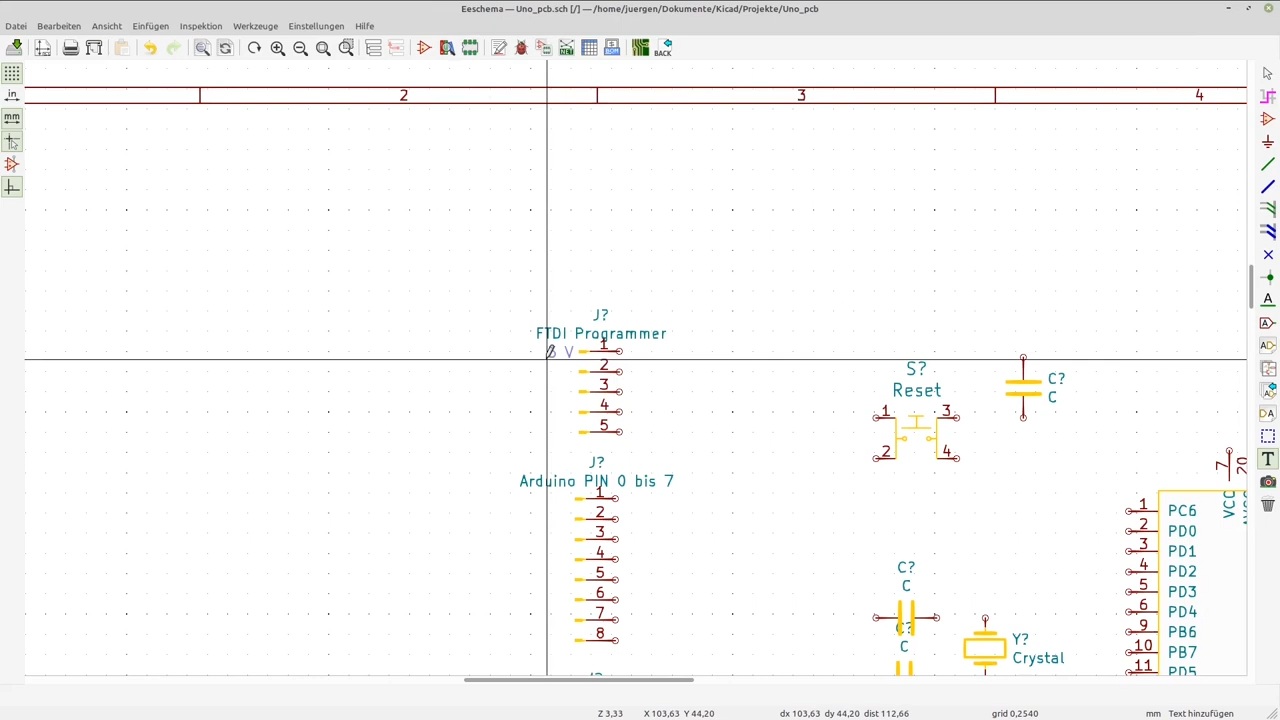 Eeschema — Uno_pcb.sch [/] — /home/juergen/Dokumente/Kicad/Projekte/Uno_pcb
Datei Bearbeiten Ansicht Einfügen Inspektion Werkzeuge Einstellungen Hilfe
NET
BOM
BACK
in
mm
2 3 4
J?
FTDI Programmer
V
1
2
3
4
5
J?
Arduino PIN 0 bis 7
1
2
3
4
5
6
7
8
S?
Reset
1 3
2 4
C?
C
C?
C
C?
C
Y?
Crystal
7
20
VCC
1 PC6
2 PD0
3 PD1
4 PD2
5 PD3
6 PD4
9 PB6
10 PB7
11 PD5
A
A
A
A
T
Z 3,33 X 103,63 Y 44,20 dx 103,63 dy 44,20 dist 112,66 grid 0,2540 mm Text hinzufügen